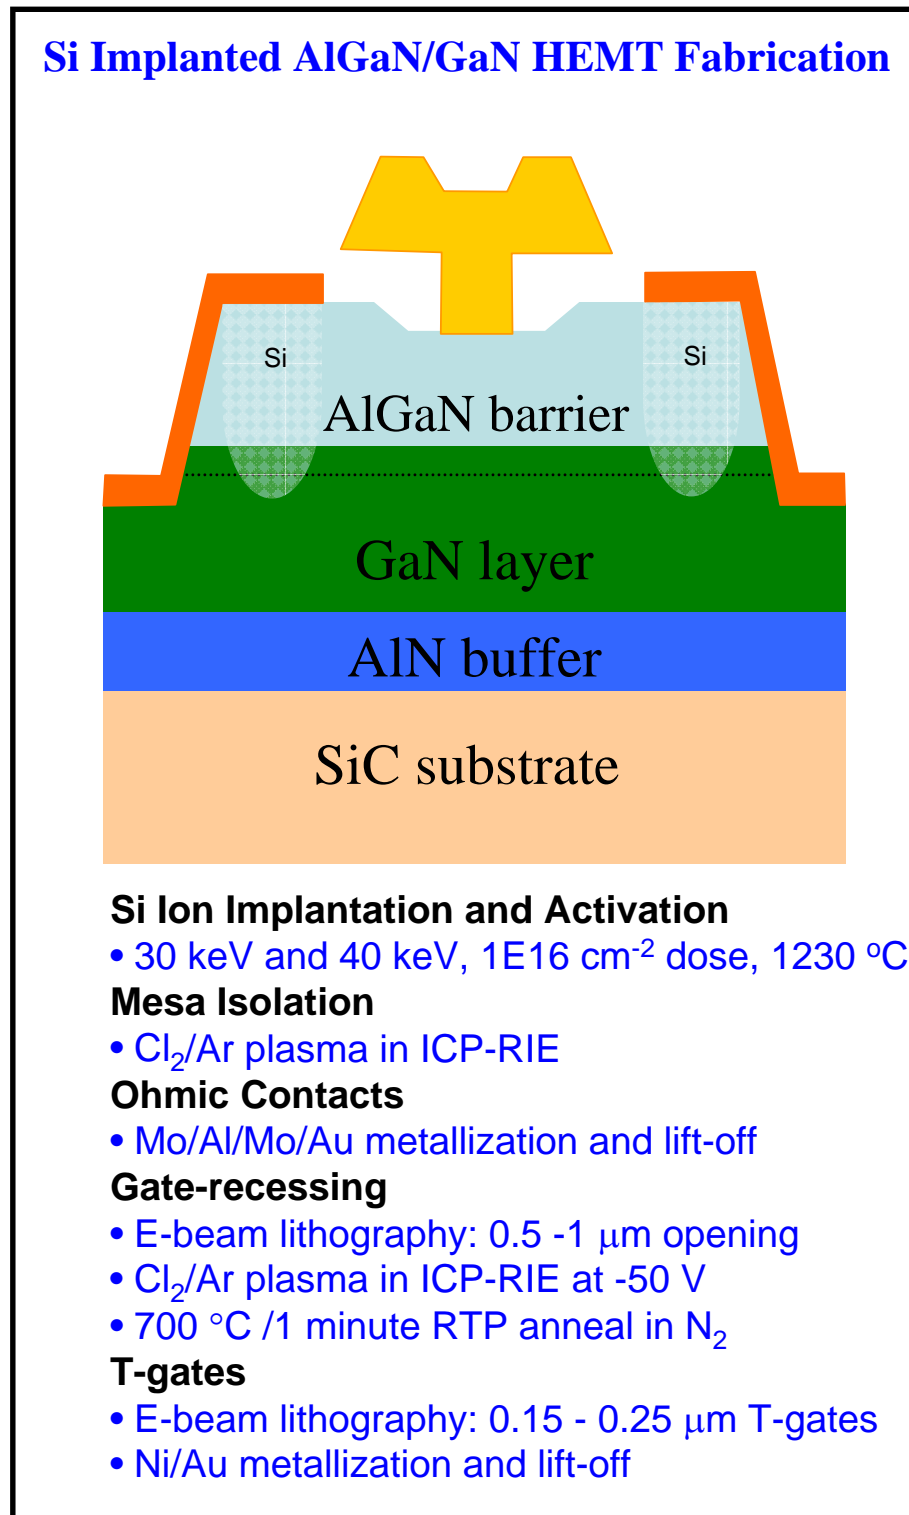 Si Implanted AlGaN/GaN HEMT Fabrication
Si
Si
AlGaN barrier
GaN layer
AlN buffer
SiC substrate
Si Ion Implantation and Activation
• 30 keV and 40 keV, 1E16 cm⁻² dose, 1230 ºC
Mesa Isolation
• Cl₂/Ar plasma in ICP-RIE
Ohmic Contacts
• Mo/Al/Mo/Au metallization and lift-off
Gate-recessing
• E-beam lithography: 0.5 -1 μm opening
• Cl₂/Ar plasma in ICP-RIE at -50 V
• 700 °C /1 minute RTP anneal in N₂
T-gates
• E-beam lithography: 0.15 - 0.25 μm T-gates
• Ni/Au metallization and lift-off